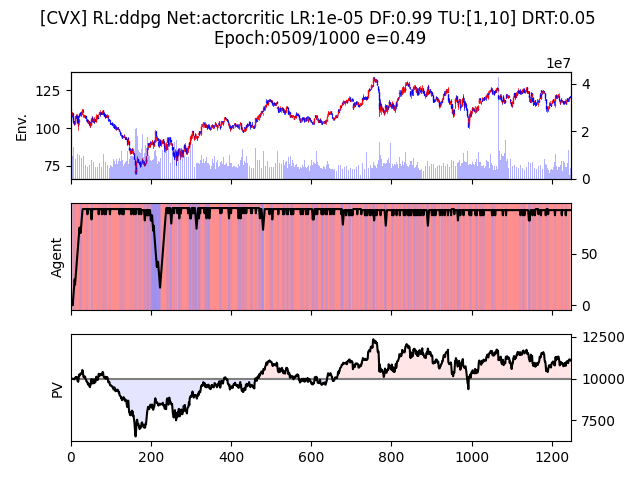 [CVX] RL:ddpg Net:actorcritic LR:1e-05 DF:0.99 TU:[1,10] DRT:0.05
Epoch:0509/1000 e=0.49
1e7
125
100
75
Env.
4
2
0
Agent
50
0
PV
12500
10000
7500
0 200 400 600 800 1000 1200